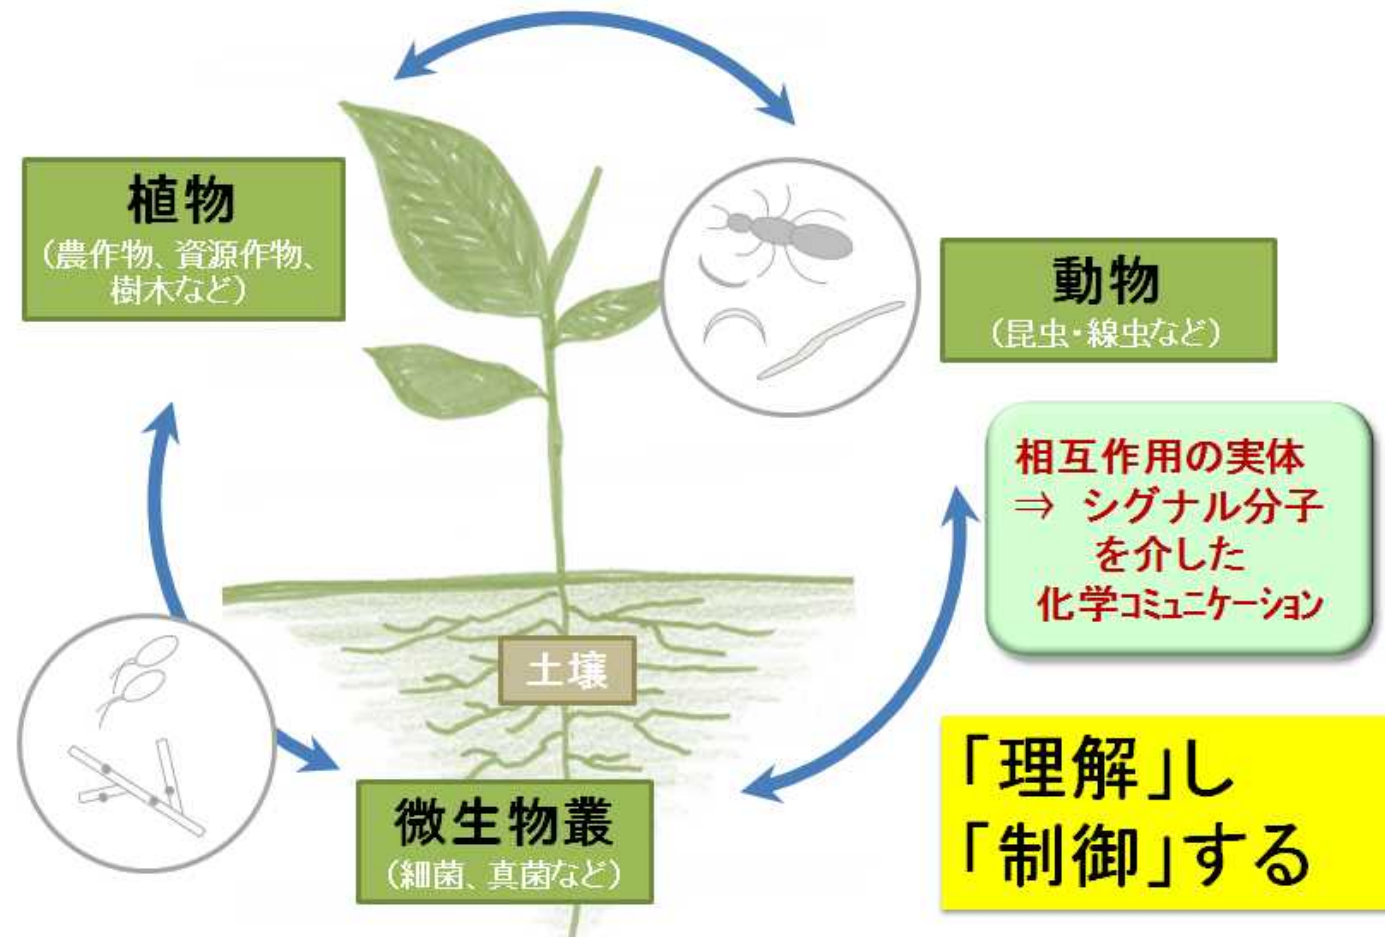 植物
（農作物、資源作物、
樹木など）
動物
（昆虫・線虫など）
相互作用の実体
⇒ シグナル分子
を介した
化学コミュニケーション
土壌
微生物叢
（細菌、真菌など）
「理解」し
「制御」する